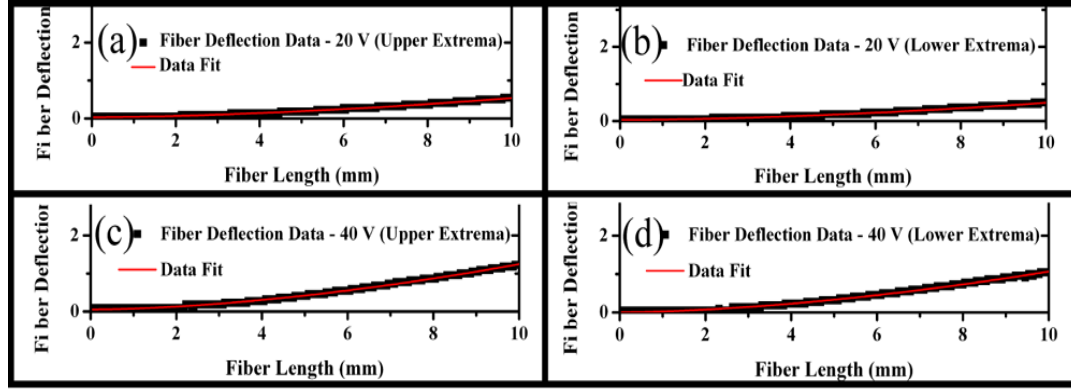 (a)
Fiber Deflection Data - 20 V (Upper Extrema)
Data Fit
Fi ber Deflection
2
0
0 2 4 6 8 10
Fiber Length (mm)
(b)
Fiber Deflection Data - 20 V (Lower Extrema)
Data Fit
Fi ber Deflection
2
0
0 2 4 6 8 10
Fiber Length (mm)
(c)
Fiber Deflection Data - 40 V (Upper Extrema)
Data Fit
Fi ber Deflection
2
0
0 2 4 6 8 10
Fiber Length (mm)
(d)
Fiber Deflection Data - 40 V (Lower Extrema)
Data Fit
Fi ber Deflection
2
0
0 2 4 6 8 10
Fiber Length (mm)